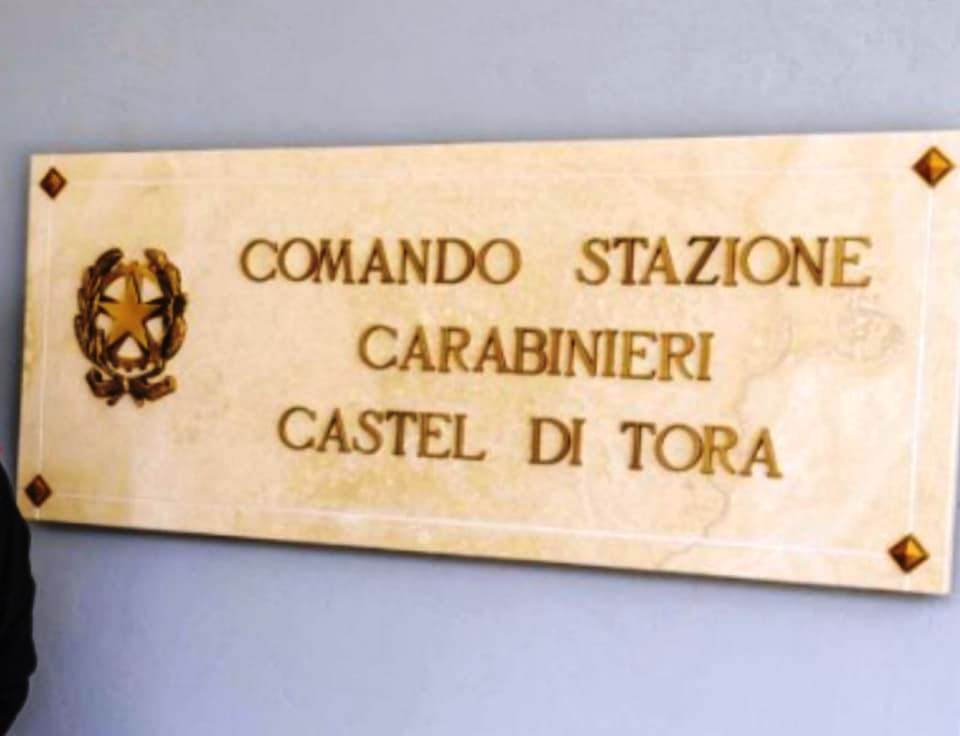 COMANDO STAZIONE
CARABINIERI
CASTEL DI TORA